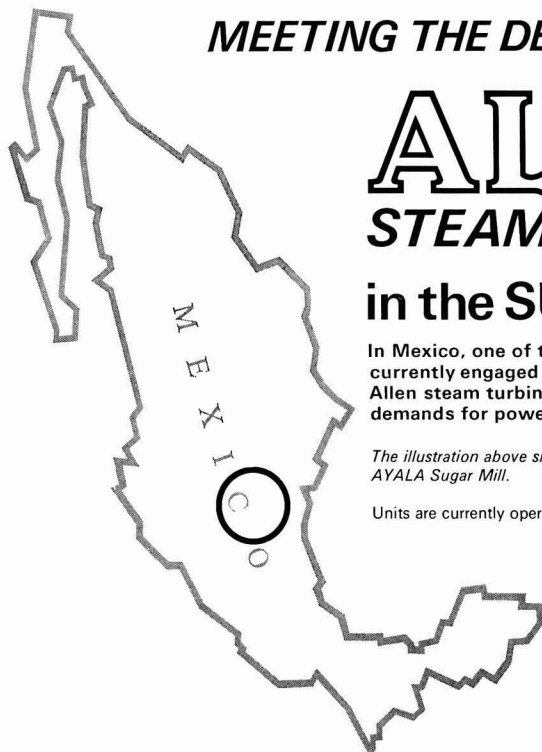 MEETING THE DE
AL
STEAM
in the SU
In Mexico, one of t
currently engaged
Allen steam turbin
demands for powe
The illustration above s
AYALA Sugar Mill.
Units are currently oper
MEXICO